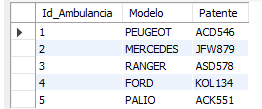 Id_Ambulancia Modelo Patente
1 PEUGEOT ACD546
2 MERCEDES JFW879
3 RANGER ASD578
4 FORD KOL134
5 PALIO ACK551